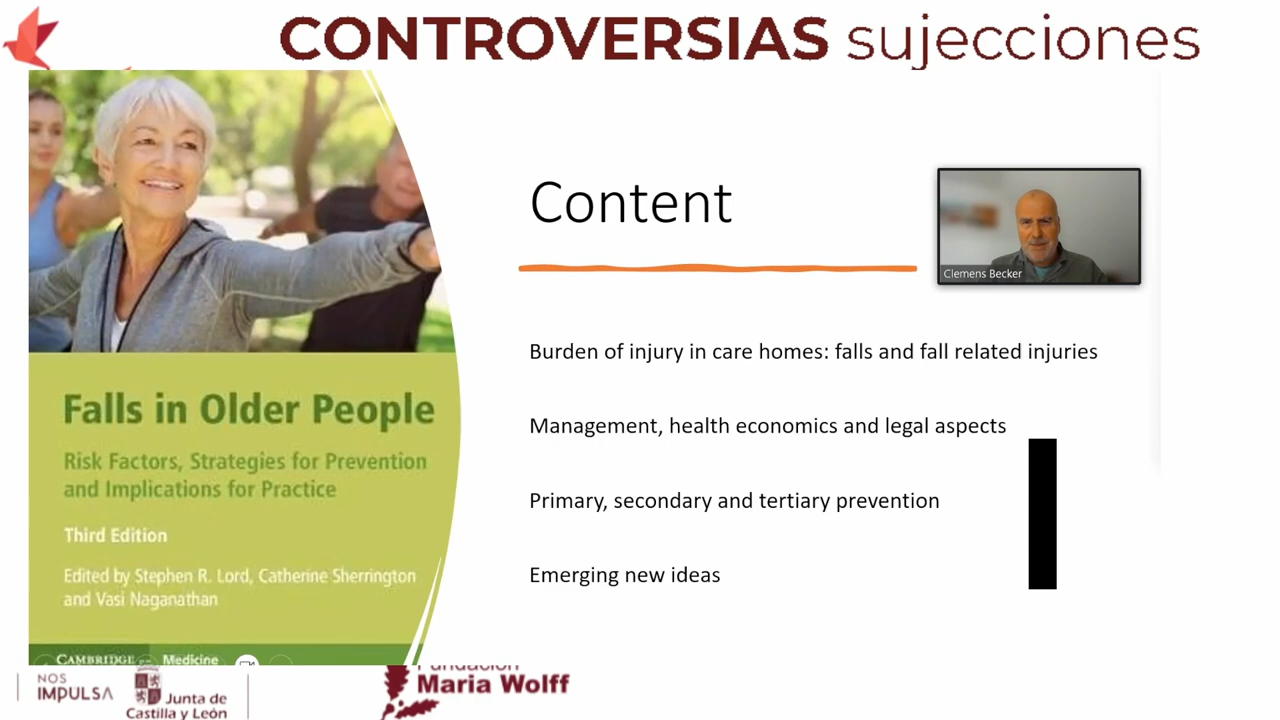 CONTROVERSIAS sujecciones
Content
Clemens Becker
Burden of injury in care homes: falls and fall related injuries
Management, health economics and legal aspects
Primary, secondary and tertiary prevention
Emerging new ideas
Falls in Older People
Risk Factors, Strategies for Prevention
and Implications for Practice
Third Edition
Edited by Stephen R. Lord, Catherine Sherrington
and Vasi Naganathan
CAMBRIDGE Medicine
NOS
IMPULSA
Junta de
Castilla y León
Fundación
Maria Wolff